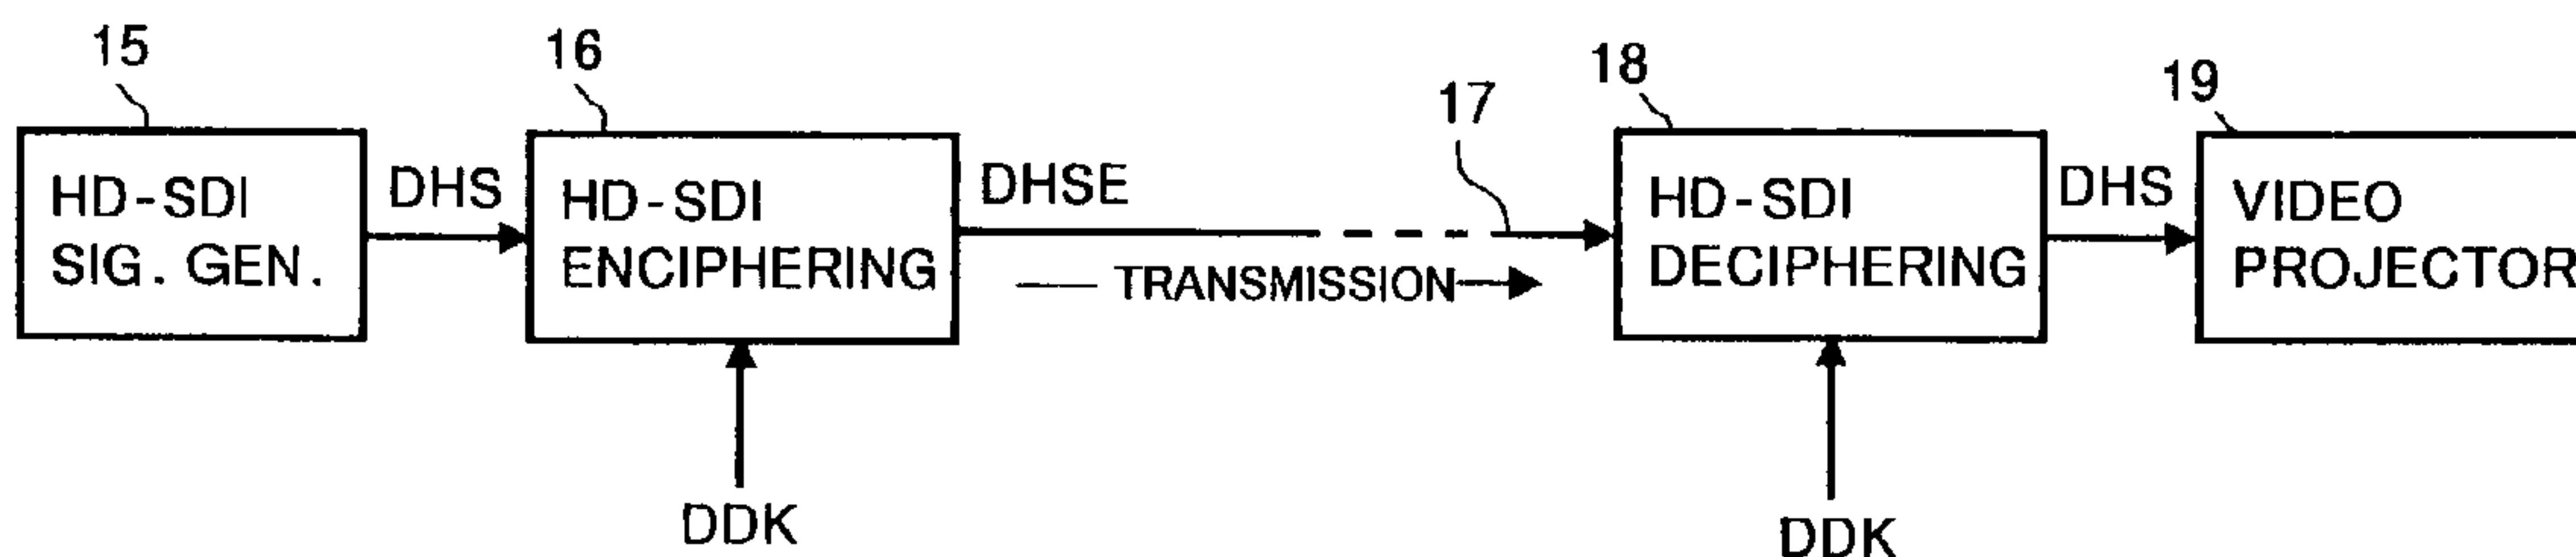 15
16
17
18
19
HD-SDI
SIG. GEN.
DHS
HD-SDI
ENCIPHERING
DHSE
TRANSMISSION
HD-SDI
DECIPHERING
DHS
VIDEO
PROJECTOR
DDK
DDK